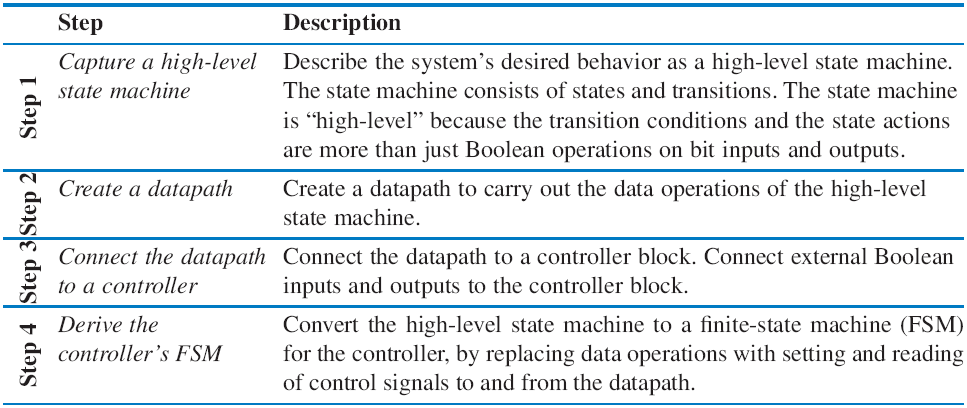 Step Description
Step 1
Capture a high-level Describe the system’s desired behavior as a high-level state machine.
state machine The state machine consists of states and transitions. The state machine
is “high-level” because the transition conditions and the state actions
are more than just Boolean operations on bit inputs and outputs.
Step 2
Create a datapath Create a datapath to carry out the data operations of the high-level
state machine.
Step 3
Connect the datapath Connect the datapath to a controller block. Connect external Boolean
to a controller inputs and outputs to the controller block.
Step 4
Derive the Convert the high-level state machine to a finite-state machine (FSM)
controller’s FSM for the controller, by replacing data operations with setting and reading
of control signals to and from the datapath.